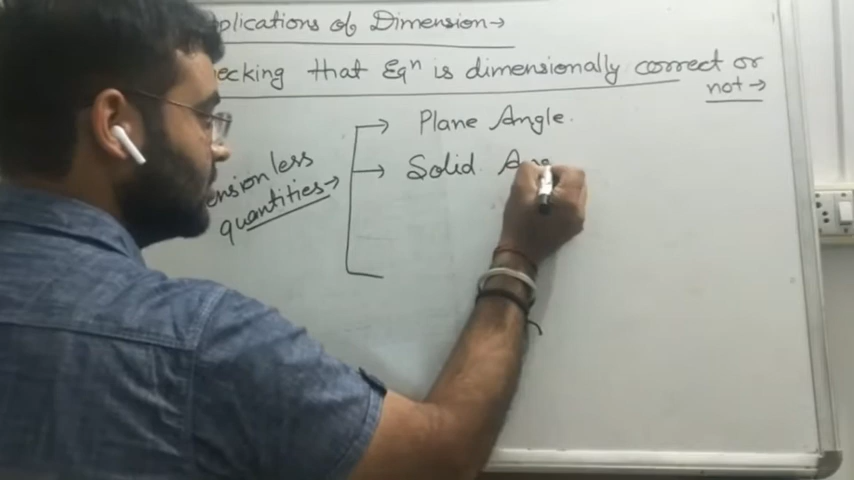 plications of Dimension→
ecking that Eqⁿ is dimensionally correct or
not→
Plane Angle.
ension less
quantities→
Solid